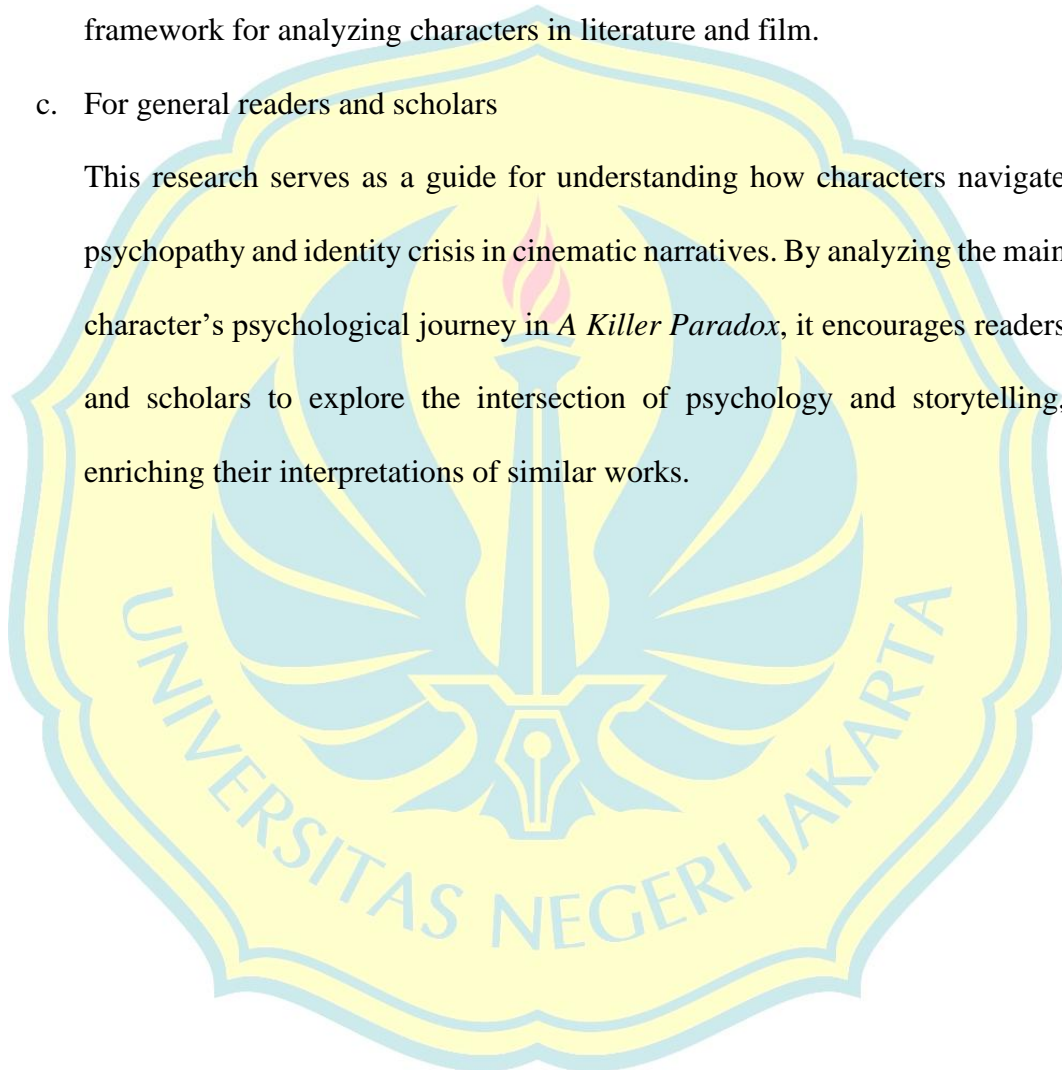 framework for analyzing characters in literature and film.
c. For general readers and scholars
This research serves as a guide for understanding how characters navigate
psychopathy and identity crisis in cinematic narratives. By analyzing the main
character’s psychological journey in A Killer Paradox, it encourages readers
and scholars to explore the intersection of psychology and storytelling,
enriching their interpretations of similar works.
UNIVERSITAS NEGERI JAKARTA